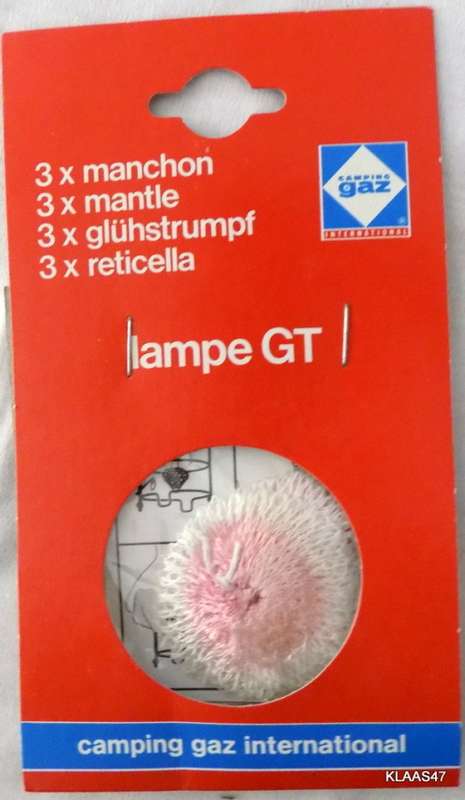 3 x manchon
3 x mantle
3 x glühstrumpf
3 x reticella
CAMPING
gaz
®
INTERNATIONAL
lampe GT
camping gaz international
KLAAS47